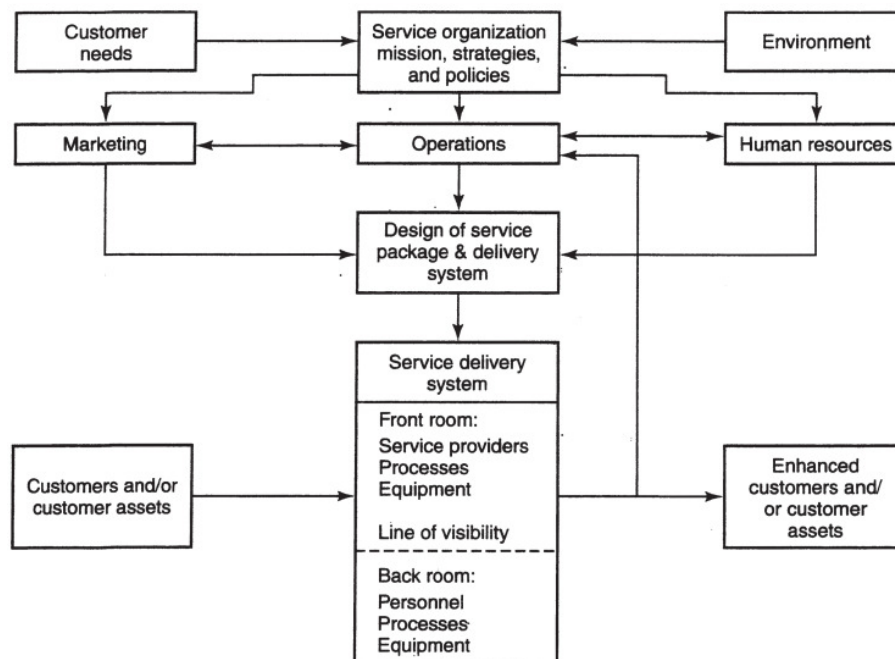 Customer
needs
Service organization
mission, strategies,
and policies
Environment
Marketing
Operations
Human resources
Design of service
package & delivery
system
Service delivery
system
Front room:
Service providers
Processes
Equipment
Line of visibility
Back room:
Personnel
Processes
Equipment
Customers and/or
customer assets
Enhanced
customers and/
or customer
assets